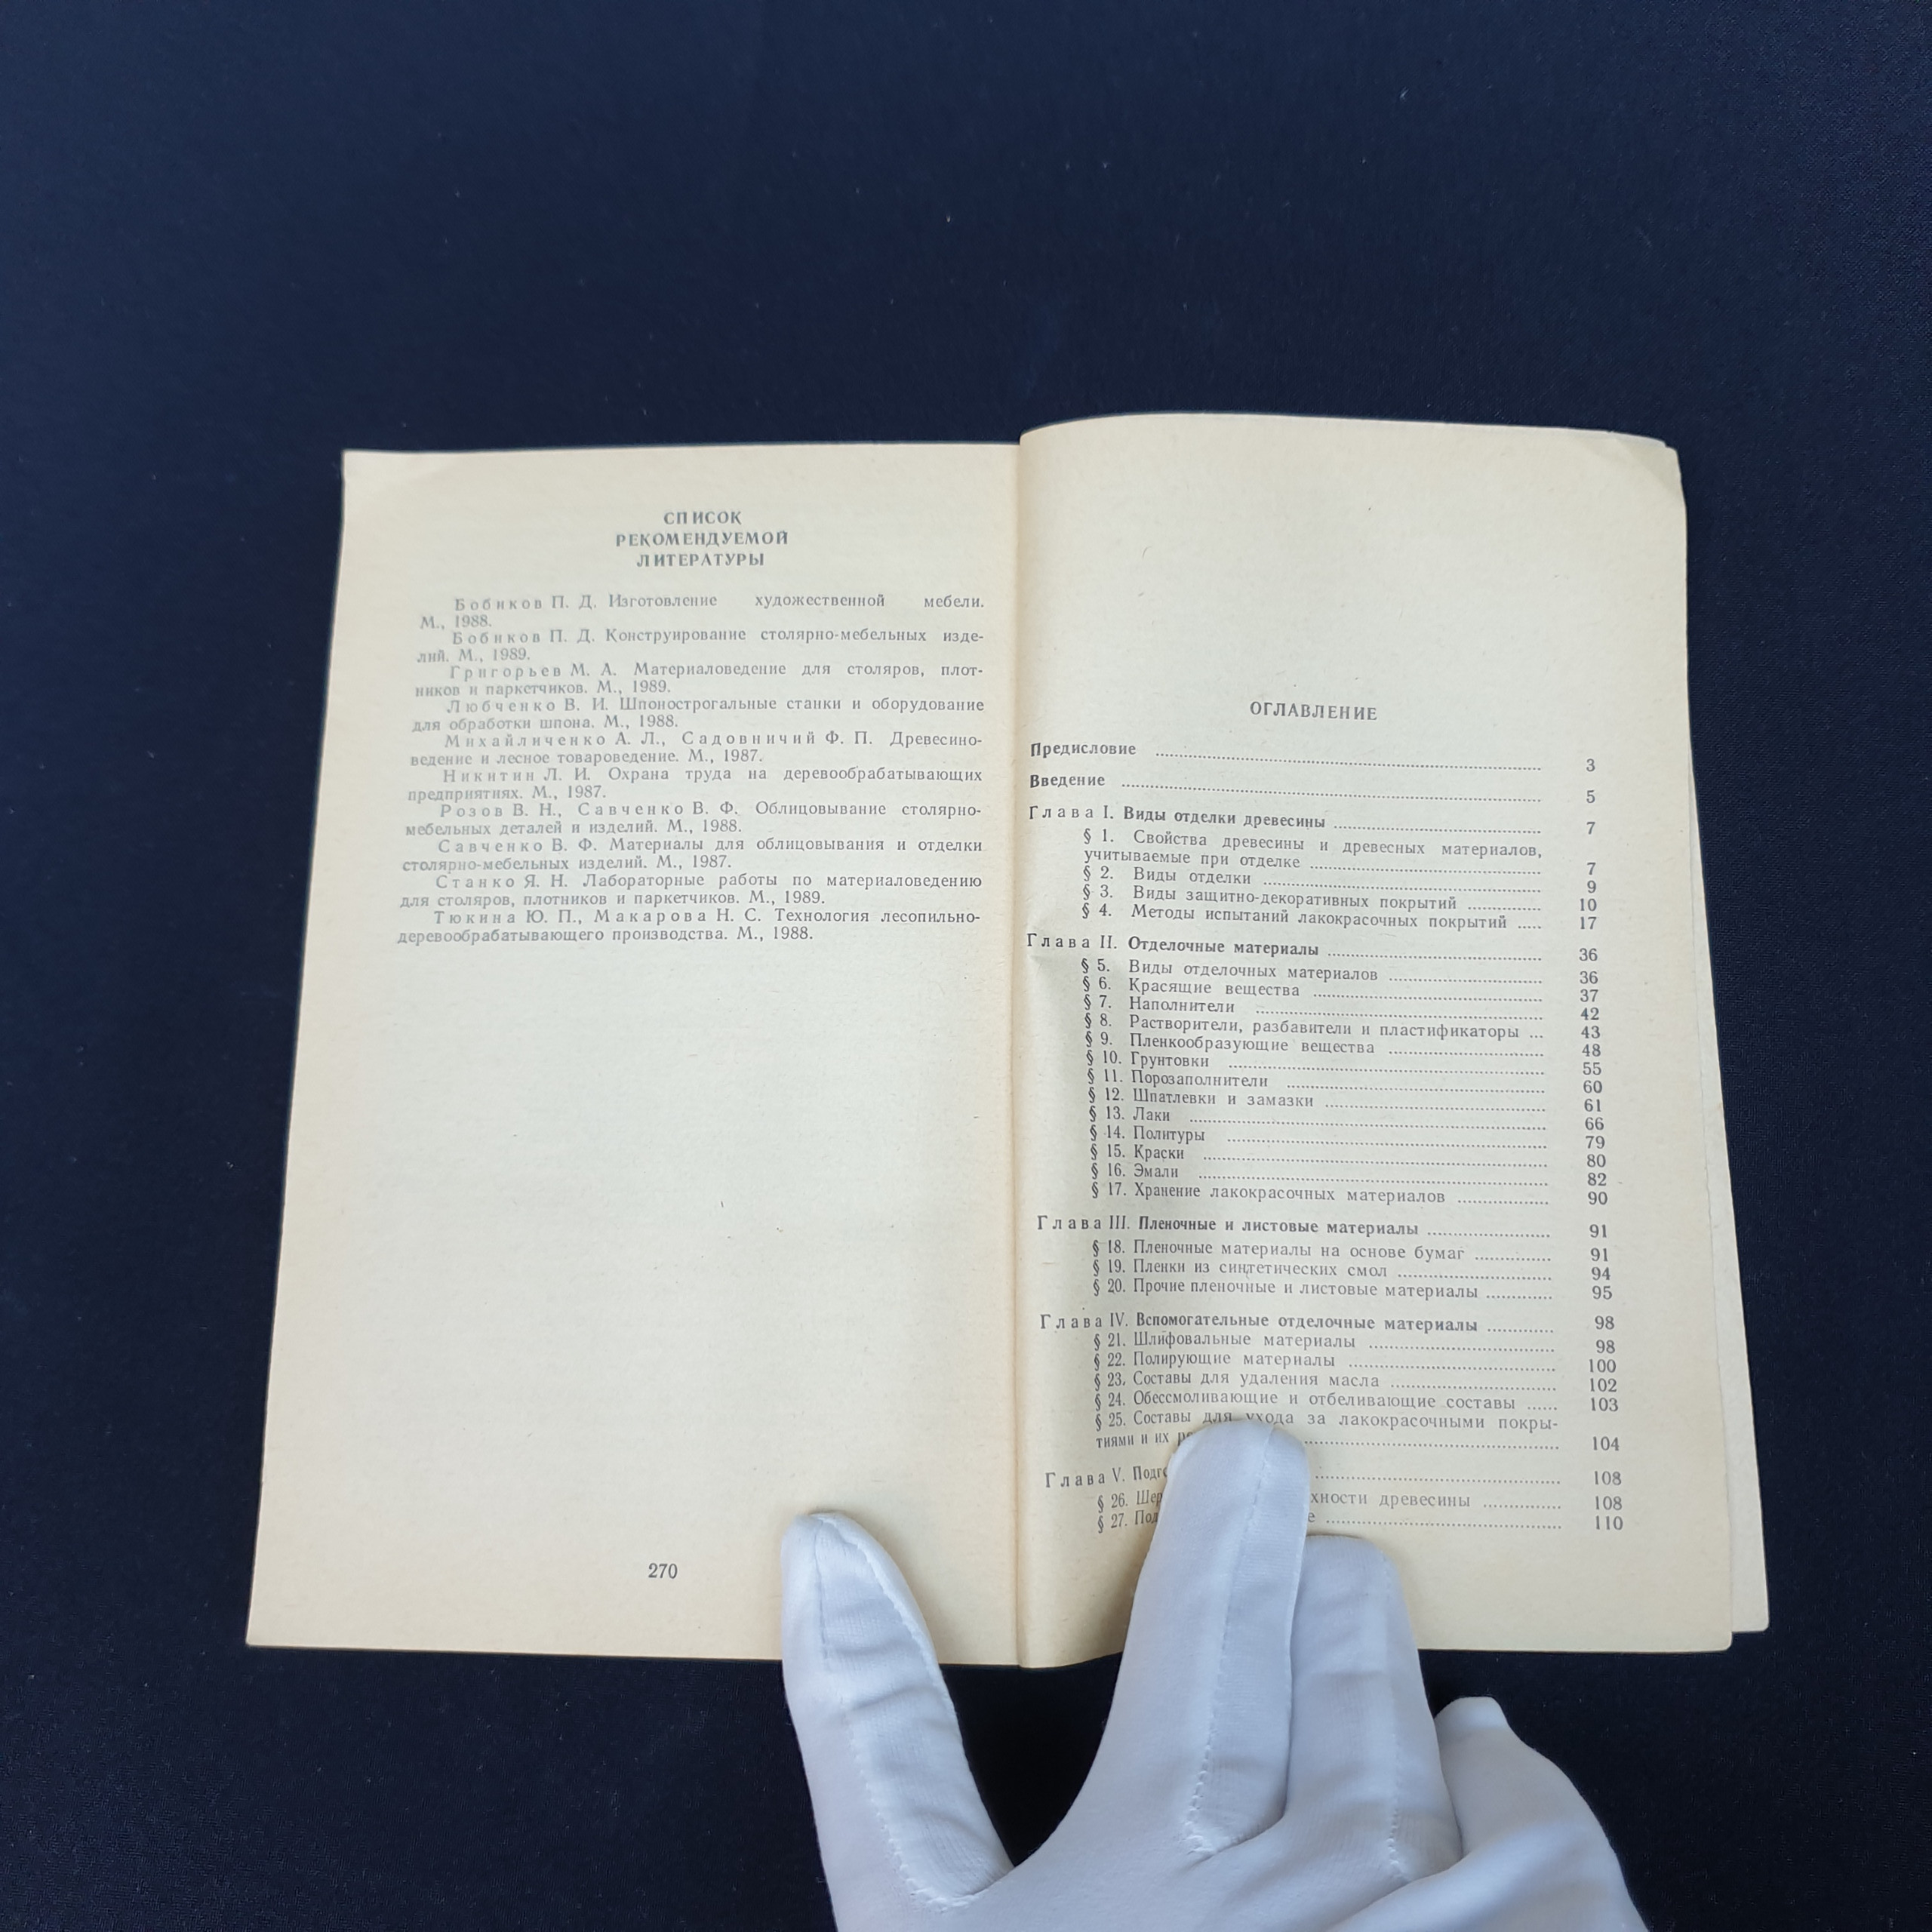 СПИСОК
РЕКОМЕНДУЕМОЙ
ЛИТЕРАТУРЫ
Бобиков П. Д. Изготовление художественной мебели.
М., 1988.
Бобиков П. Д. Конструирование столярно-мебельных изде-
лий. М., 1989.
Григорьев М. А. Материаловедение для столяров, плот-
ников и паркетчиков. М., 1989.
Любченко В. И. Шпонострогальные станки и оборудование
для обработки шпона. М., 1988.
Михайличенко А. Л., Садовничий Ф. П. Древесино-
ведение и лесное товароведение. М., 1987.
Никитин Л. И. Охрана труда на деревообрабатывающих
предприятиях. М., 1987.
Розов В. Н., Савченко В. Ф. Облицовывание столярно-
мебельных деталей и изделий. М., 1988.
Савченко В. Ф. Материалы для облицовывания и отделки
столярно-мебельных изделий. М., 1987.
Станко Я. Н. Лабораторные работы по материаловедению
для столяров, плотников и паркетчиков. М., 1989.
Тюкина Ю. П., Макарова Н. С. Технология лесопильно-
деревообрабатывающего производства. М., 1988.
270
ОГЛАВЛЕНИЕ
Предисловие ... 3
Введение ... 5
Глава I. Виды отделки древесины ... 7
§ 1. Свойства древесины и древесных материалов,
учитываемые при отделке ... 7
§ 2. Виды отделки ... 9
§ 3. Виды защитно-декоративных покрытий ... 10
§ 4. Методы испытаний лакокрасочных покрытий ... 17
Глава II. Отделочные материалы ... 36
§ 5. Виды отделочных материалов ... 36
§ 6. Красящие вещества ... 37
§ 7. Наполнители ... 42
§ 8. Растворители, разбавители и пластификаторы ... 43
§ 9. Пленкообразующие вещества ... 48
§ 10. Грунтовки ... 55
§ 11. Порозаполнители ... 60
§ 12. Шпатлевки и замазки ... 61
§ 13. Лаки ... 66
§ 14. Политуры ... 79
§ 15. Краски ... 80
§ 16. Эмали ... 82
§ 17. Хранение лакокрасочных материалов ... 90
Глава III. Пленочные и листовые материалы ... 91
§ 18. Пленочные материалы на основе бумаг ... 91
§ 19. Пленки из синтетических смол ... 94
§ 20. Прочие пленочные и листовые материалы ... 95
Глава IV. Вспомогательные отделочные материалы ... 98
§ 21. Шлифовальные материалы ... 98
§ 22. Полирующие материалы ... 100
§ 23. Составы для удаления масла ... 102
§ 24. Обессмоливающие и отбеливающие составы ... 103
§ 25. Составы для ухода за лакокрасочными покры-
тиями и их ... 104
Глава V. ... 108
§ 26. древесины ... 108
§ 27. ... 110